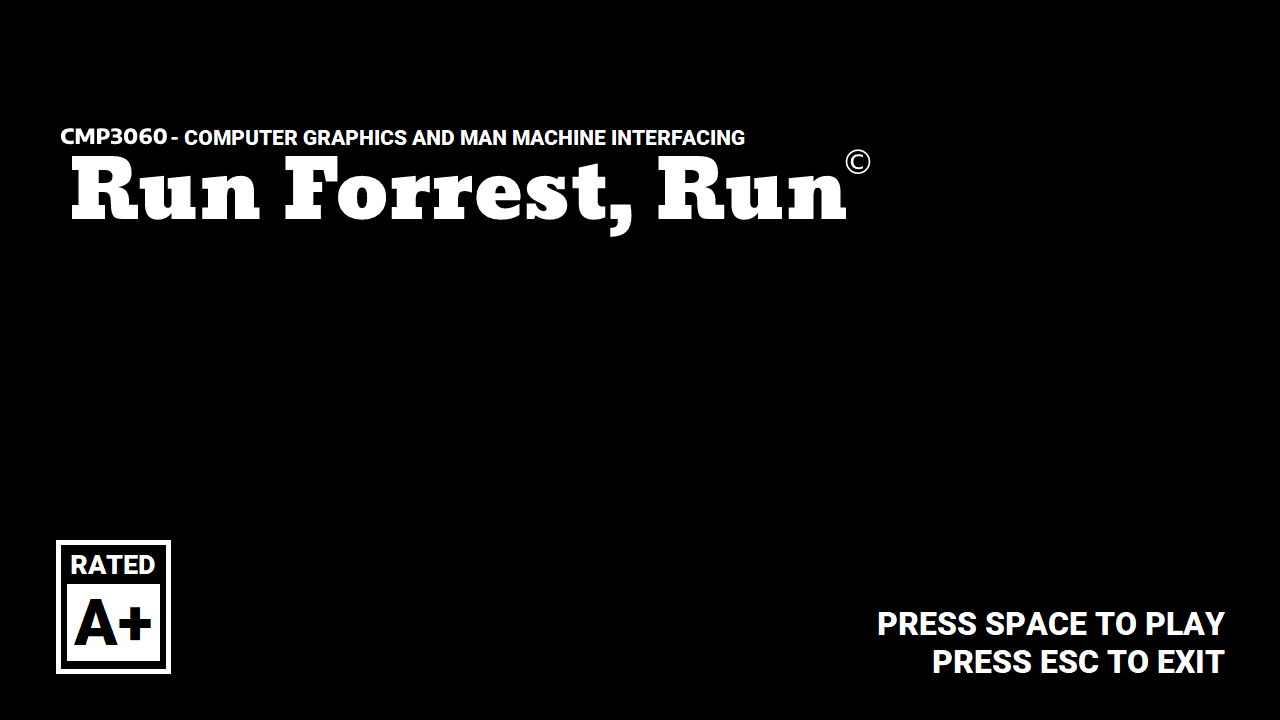 CMP3060 - COMPUTER GRAPHICS AND MAN MACHINE INTERFACING
Run Forrest, Run©
RATED
A+
PRESS SPACE TO PLAY
PRESS ESC TO EXIT